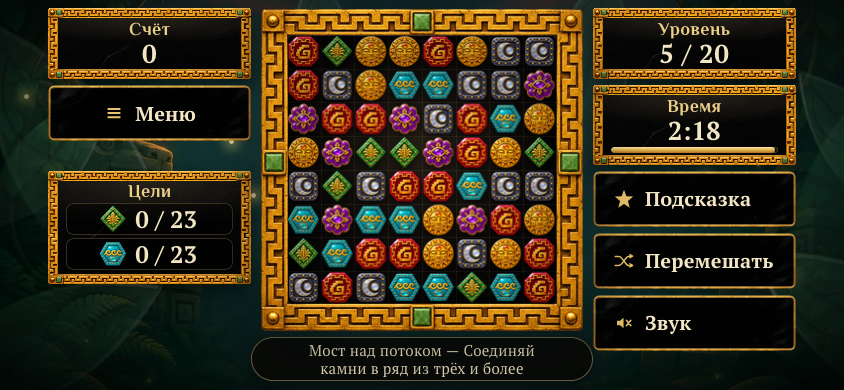 Счёт
0
≡ Меню
Цели
0 / 23
0 / 23
Мост над потоком — Соединяй
камни в ряд из трёх и более
Уровень
5 / 20
Время
2:18
Подсказка
Перемешать
Звук